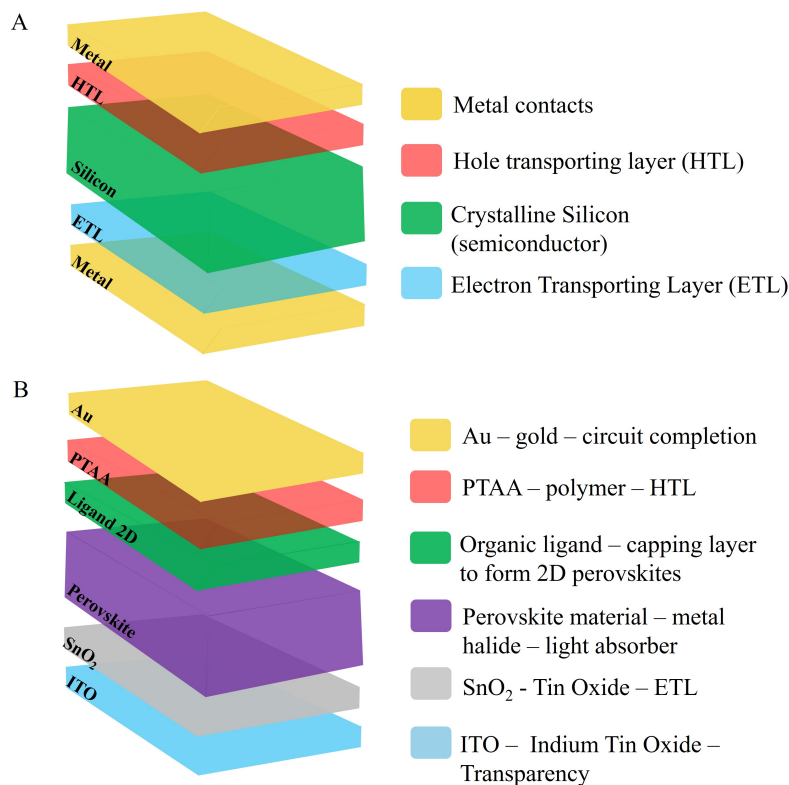 A
Metal
HTL
Silicon
ETL
Metal
Metal contacts
Hole transporting layer (HTL)
Crystalline Silicon
(semiconductor)
Electron Transporting Layer (ETL)
B
Au
PTAA
Ligand 2D
Perovskite
SnO₂
ITO
Au – gold – circuit completion
PTAA – polymer – HTL
Organic ligand – capping layer
to form 2D perovskites
Perovskite material – metal
halide – light absorber
SnO₂ - Tin Oxide – ETL
ITO – Indium Tin Oxide –
Transparency